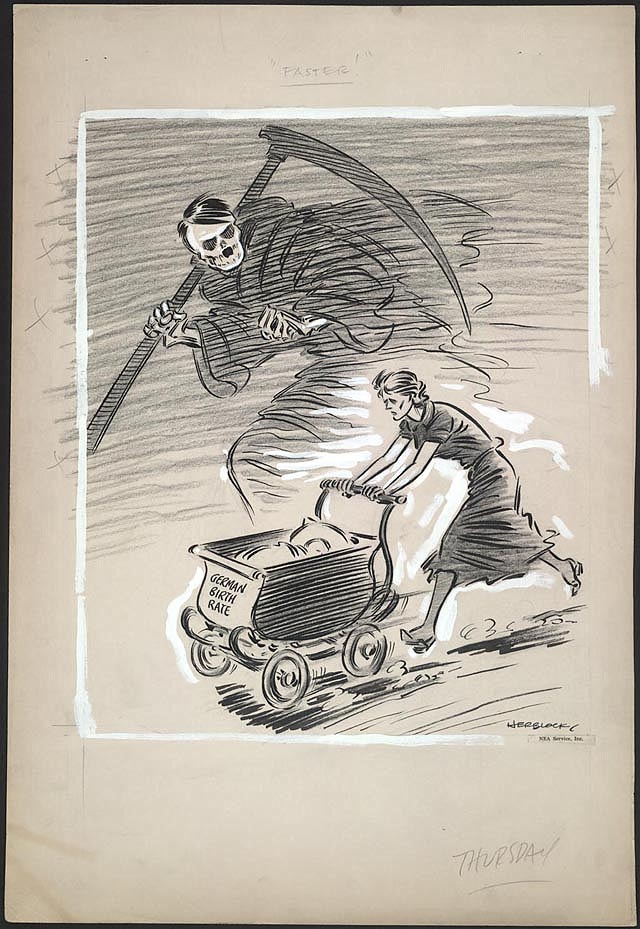 "FASTER!"
GERMAN
BIRTH
RATE
HERBLOCK
NEA Service, Inc.
THURSDAY